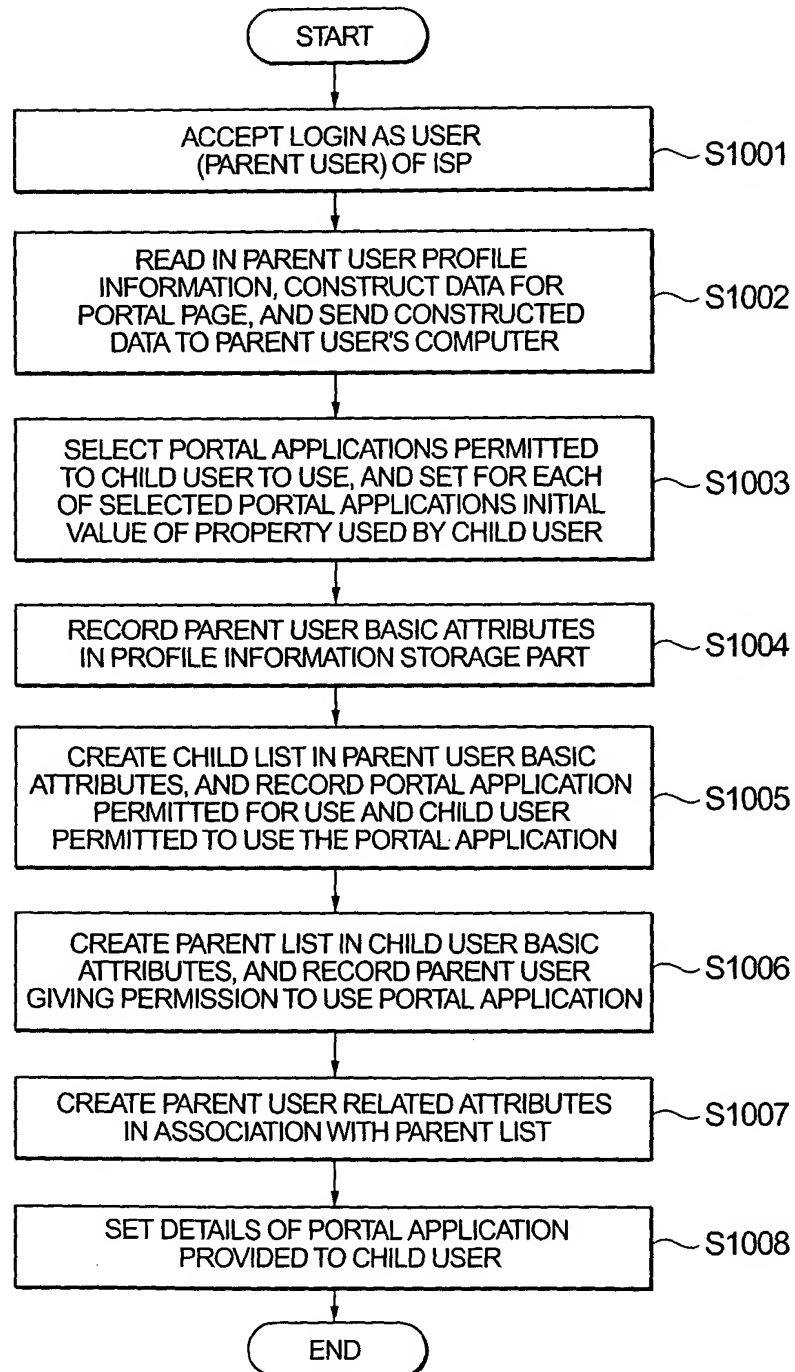 START
ACCEPT LOGIN AS USER
(PARENT USER) OF ISP
S1001
READ IN PARENT USER PROFILE
INFORMATION, CONSTRUCT DATA FOR
PORTAL PAGE, AND SEND CONSTRUCTED
DATA TO PARENT USER'S COMPUTER
S1002
SELECT PORTAL APPLICATIONS PERMITTED
TO CHILD USER TO USE, AND SET FOR EACH
OF SELECTED PORTAL APPLICATIONS INITIAL
VALUE OF PROPERTY USED BY CHILD USER
S1003
RECORD PARENT USER BASIC ATTRIBUTES
IN PROFILE INFORMATION STORAGE PART
S1004
CREATE CHILD LIST IN PARENT USER BASIC
ATTRIBUTES, AND RECORD PORTAL APPLICATION
PERMITTED FOR USE AND CHILD USER
PERMITTED TO USE THE PORTAL APPLICATION
S1005
CREATE PARENT LIST IN CHILD USER BASIC
ATTRIBUTES, AND RECORD PARENT USER
GIVING PERMISSION TO USE PORTAL APPLICATION
S1006
CREATE PARENT USER RELATED ATTRIBUTES
IN ASSOCIATION WITH PARENT LIST
S1007
SET DETAILS OF PORTAL APPLICATION
PROVIDED TO CHILD USER
S1008
END